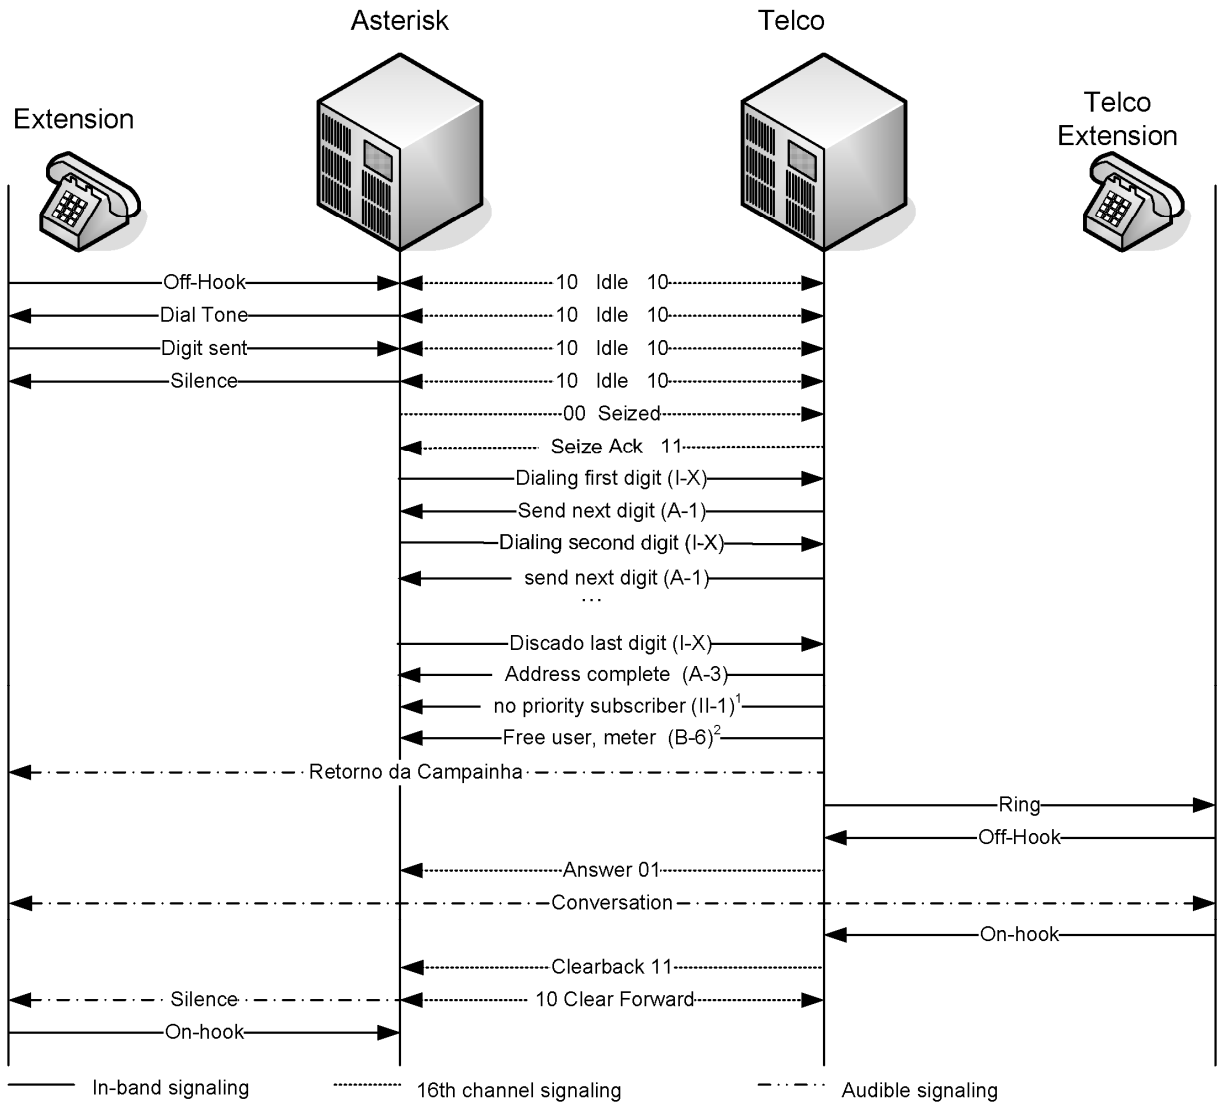 Asterisk
Telco
Extension
Telco
Extension
Off-Hook
10 Idle 10
Dial Tone
10 Idle 10
Digit sent
10 Idle 10
Silence
10 Idle 10
00 Seized
Seize Ack 11
Dialing first digit (I-X)
Send next digit (A-1)
Dialing second digit (I-X)
send next digit (A-1)
...
Discado last digit (I-X)
Address complete (A-3)
no priority subscriber (II-1)¹
Free user, meter (B-6)²
Retorno da Campainha
Ring
Off-Hook
Answer 01
Conversation
On-hook
Clearback 11
Silence
10 Clear Forward
On-hook
In-band signaling
16th channel signaling
Audible signaling